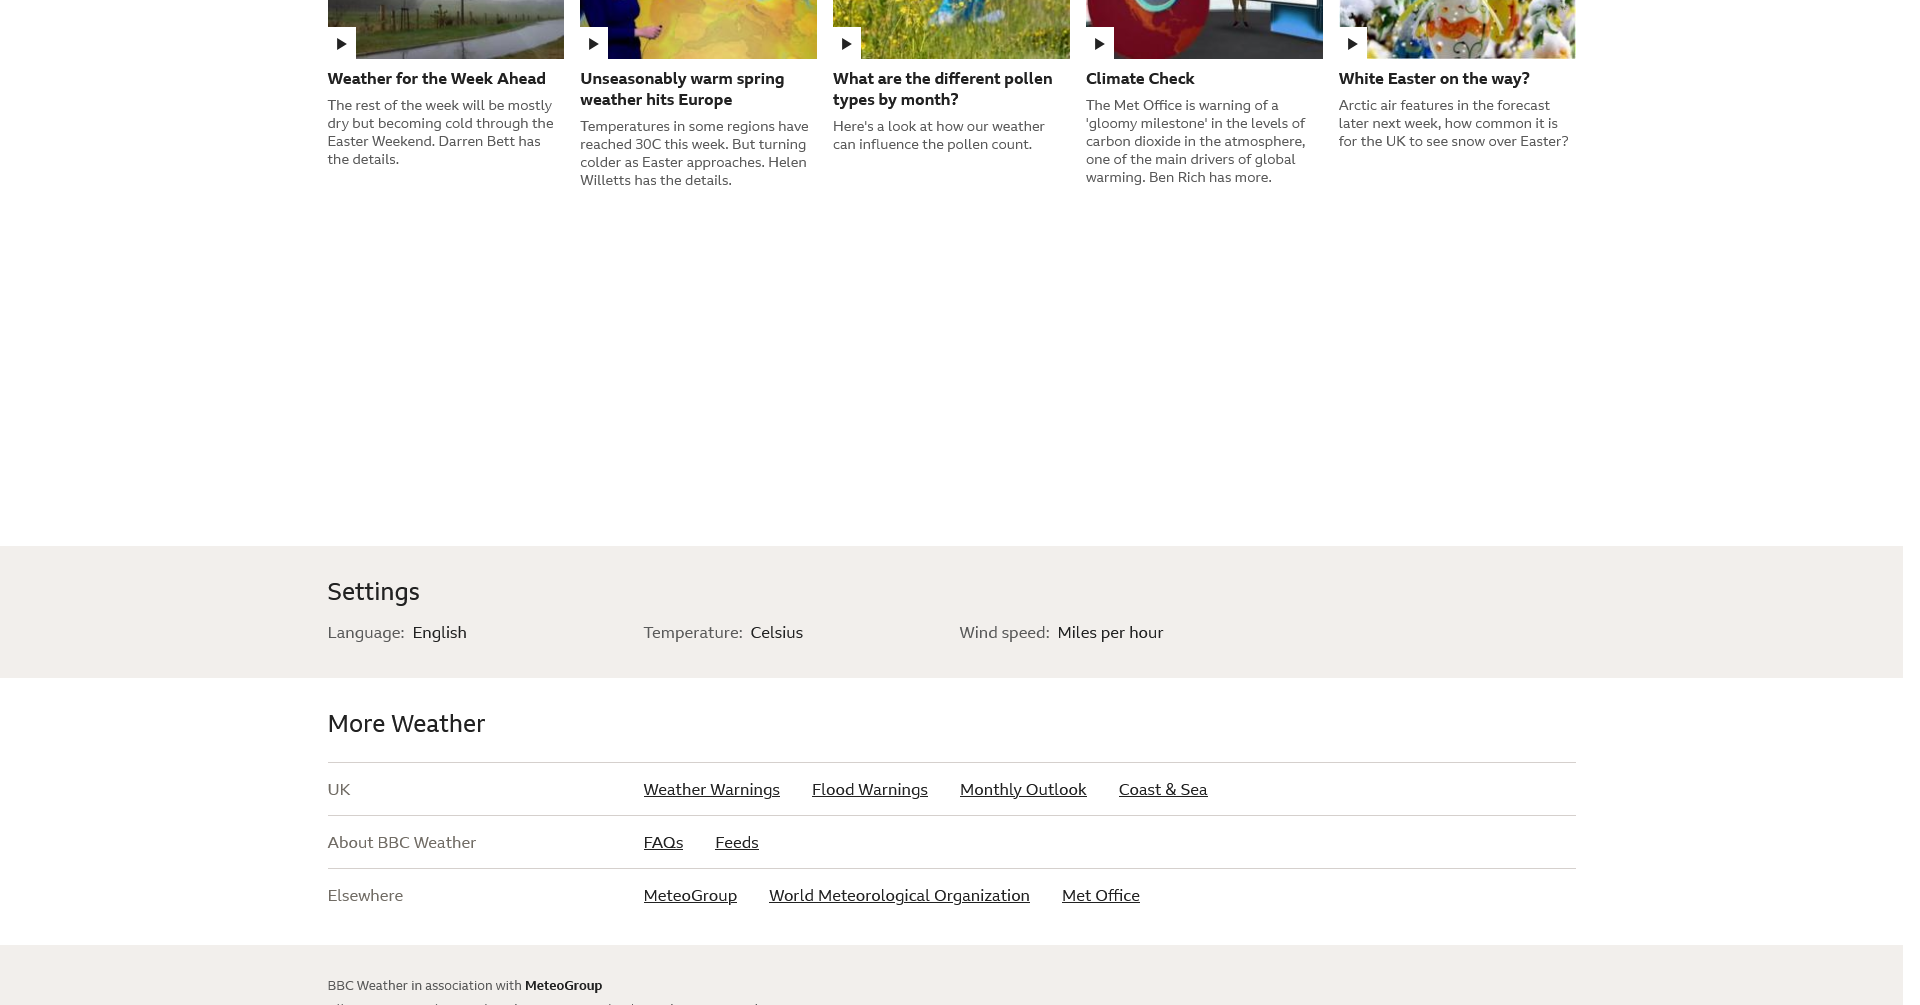 Weather for the Week Ahead
The rest of the week will be mostly
dry but becoming cold through the
Easter Weekend. Darren Bett has
the details.
Unseasonably warm spring
weather hits Europe
Temperatures in some regions have
reached 30C this week. But turning
colder as Easter approaches. Helen
Willetts has the details.
What are the different pollen
types by month?
Here's a look at how our weather
can influence the pollen count.
Climate Check
The Met Office is warning of a
'gloomy milestone' in the levels of
carbon dioxide in the atmosphere,
one of the main drivers of global
warming. Ben Rich has more.
White Easter on the way?
Arctic air features in the forecast
later next week, how common it is
for the UK to see snow over Easter?
Settings
Language: English
Temperature: Celsius
Wind speed: Miles per hour
More Weather
UK
Weather Warnings
Flood Warnings
Monthly Outlook
Coast & Sea
About BBC Weather
FAQs
Feeds
Elsewhere
MeteoGroup
World Meteorological Organization
Met Office
BBC Weather in association with MeteoGroup